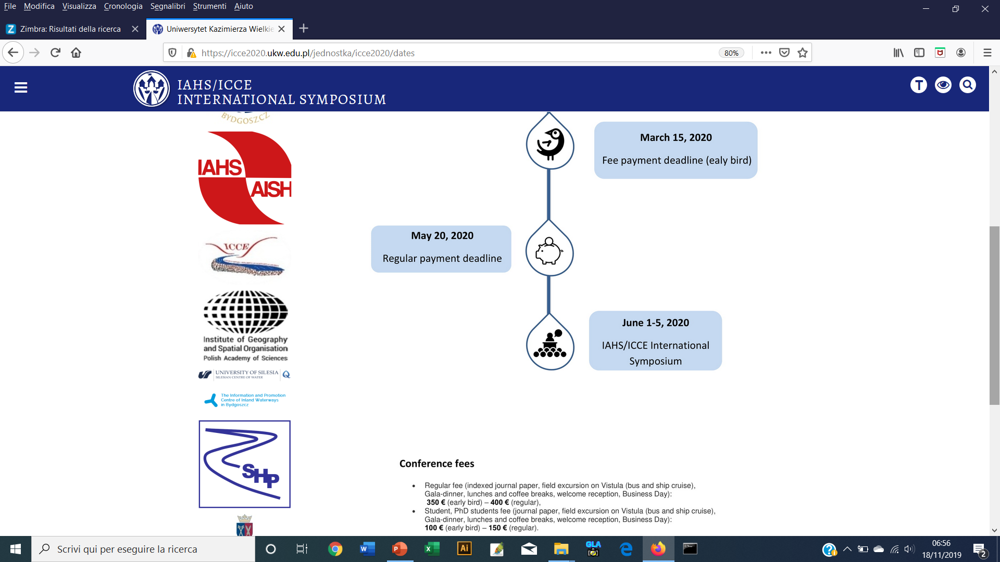 File Modifica Visualizza Cronologia Segnalibri Strumenti Aiuto
Zimbra: Risultati della ricerca
Uniwersytet Kazimierza Wielkie
https://icce2020.ukw.edu.pl/jednostka/icce2020/dates
80%
IAHS/ICCE
INTERNATIONAL SYMPOSIUM
T
BYDGOSZCZ
IAHS
AISH
ICCE
Institute of Geography
and Spatial Organisation
Polish Academy of Sciences
UNIVERSITY OF SILESIA
SILESIAN CENTRE OF WATER
The Information and Promotion
Centre of Inland Waterways
in Bydgoszcz
SHP
March 15, 2020
Fee payment deadline (ealy bird)
May 20, 2020
Regular payment deadline
June 1-5, 2020
IAHS/ICCE International
Symposium
Conference fees
• Regular fee (indexed journal paper, field excursion on Vistula (bus and ship cruise),
Gala-dinner, lunches and coffee breaks, welcome reception, Business Day):
350 € (early bird) – 400 € (regular),
• Student, PhD students fee (journal paper, field excursion on Vistula (bus and ship cruise),
Gala-dinner, lunches and coffee breaks, welcome reception, Business Day):
100 € (early bird) – 150 € (regular).
Scrivi qui per eseguire la ricerca
Ai
GLA
06:56
18/11/2019
2